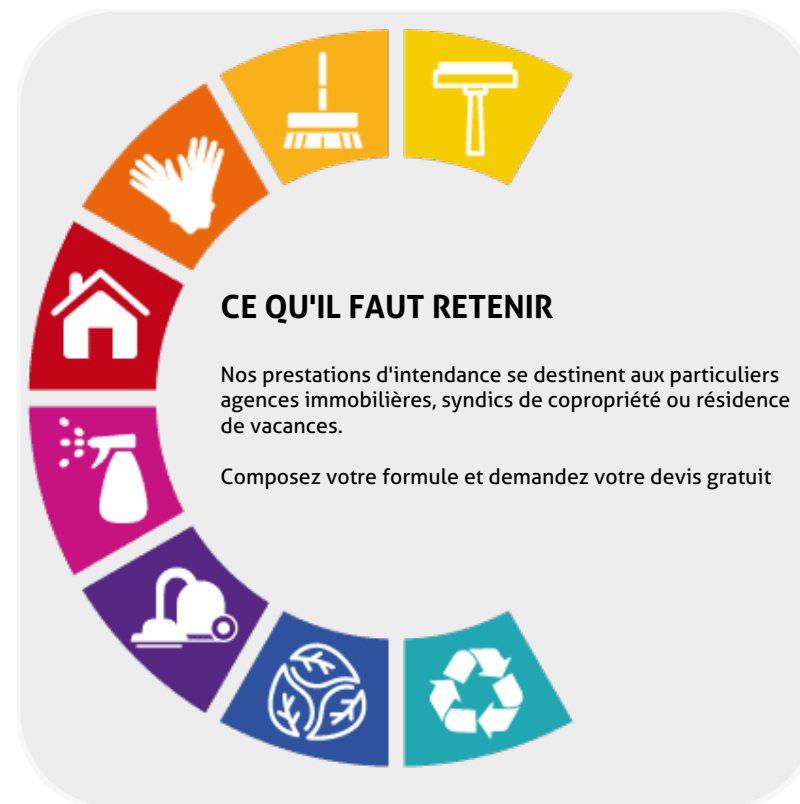 CE QU'IL FAUT RETENIR
Nos prestations d'intendance se destinent aux particuliers
agences immobilières, syndics de copropriété ou résidence
de vacances.
Composez votre formule et demandez votre devis gratuit